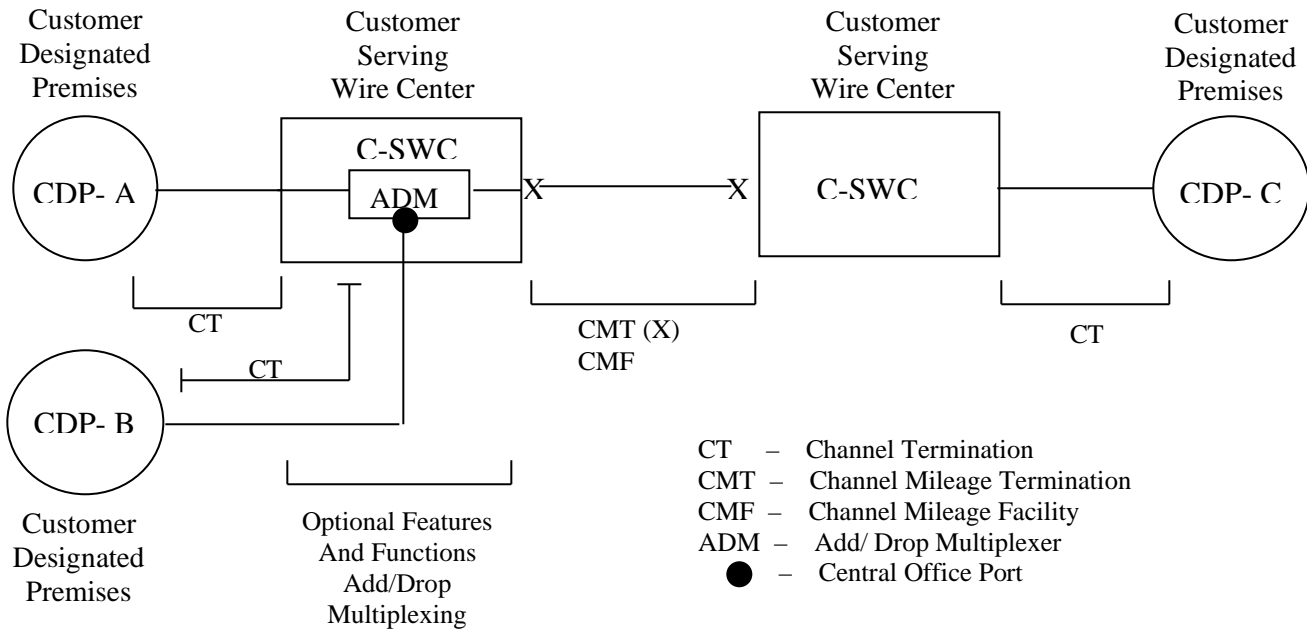 Customer
Designated
Premises
Customer
Serving
Wire Center
Customer
Serving
Wire Center
Customer
Designated
Premises
CDP- A
C-SWC
ADM
X
X
C-SWC
CDP- C
CT
CMT (X)
CMF
CT
CT
CDP- B
Customer
Designated
Premises
Optional Features
And Functions
Add/Drop
Multiplexing
CT – Channel Termination
CMT – Channel Mileage Termination
CMF – Channel Mileage Facility
ADM – Add/ Drop Multiplexer
– Central Office Port